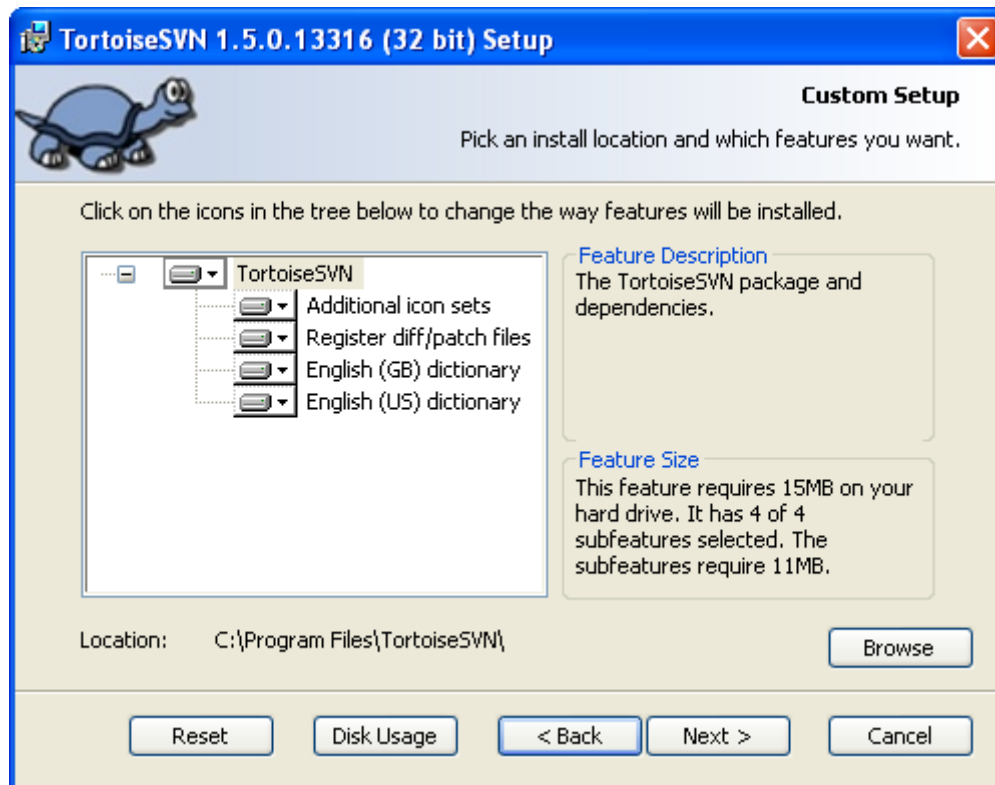 TortoiseSVN 1.5.0.13316 (32 bit) Setup
Custom Setup
Pick an install location and which features you want.
Click on the icons in the tree below to change the way features will be installed.
TortoiseSVN
Additional icon sets
Register diff/patch files
English (GB) dictionary
English (US) dictionary
Feature Description
The TortoiseSVN package and
dependencies.
Feature Size
This feature requires 15MB on your
hard drive. It has 4 of 4
subfeatures selected. The
subfeatures require 11MB.
Location: C:\Program Files\TortoiseSVN\
Browse
Reset
Disk Usage
< Back
Next >
Cancel